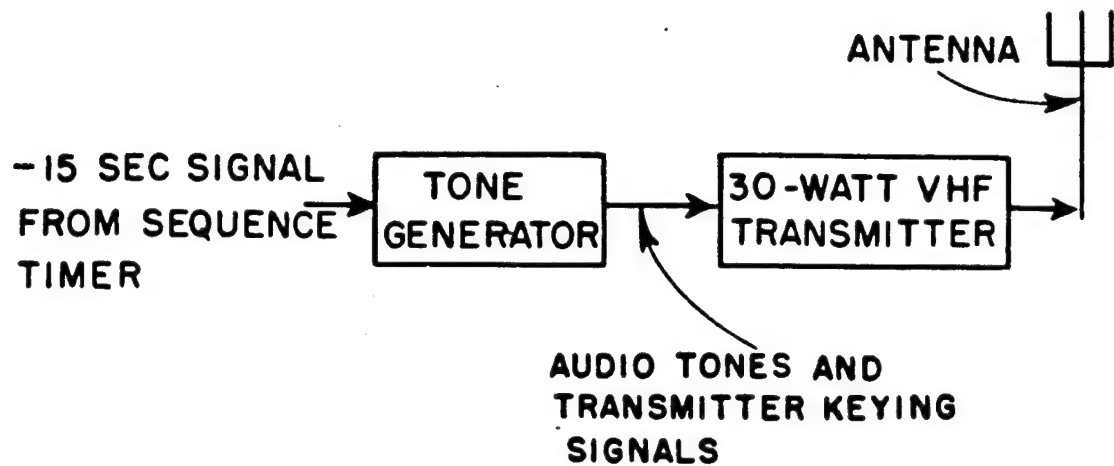 ANTENNA
-15 SEC SIGNAL
FROM SEQUENCE
TIMER
TONE
GENERATOR
30-WATT VHF
TRANSMITTER
AUDIO TONES AND
TRANSMITTER KEYING
SIGNALS